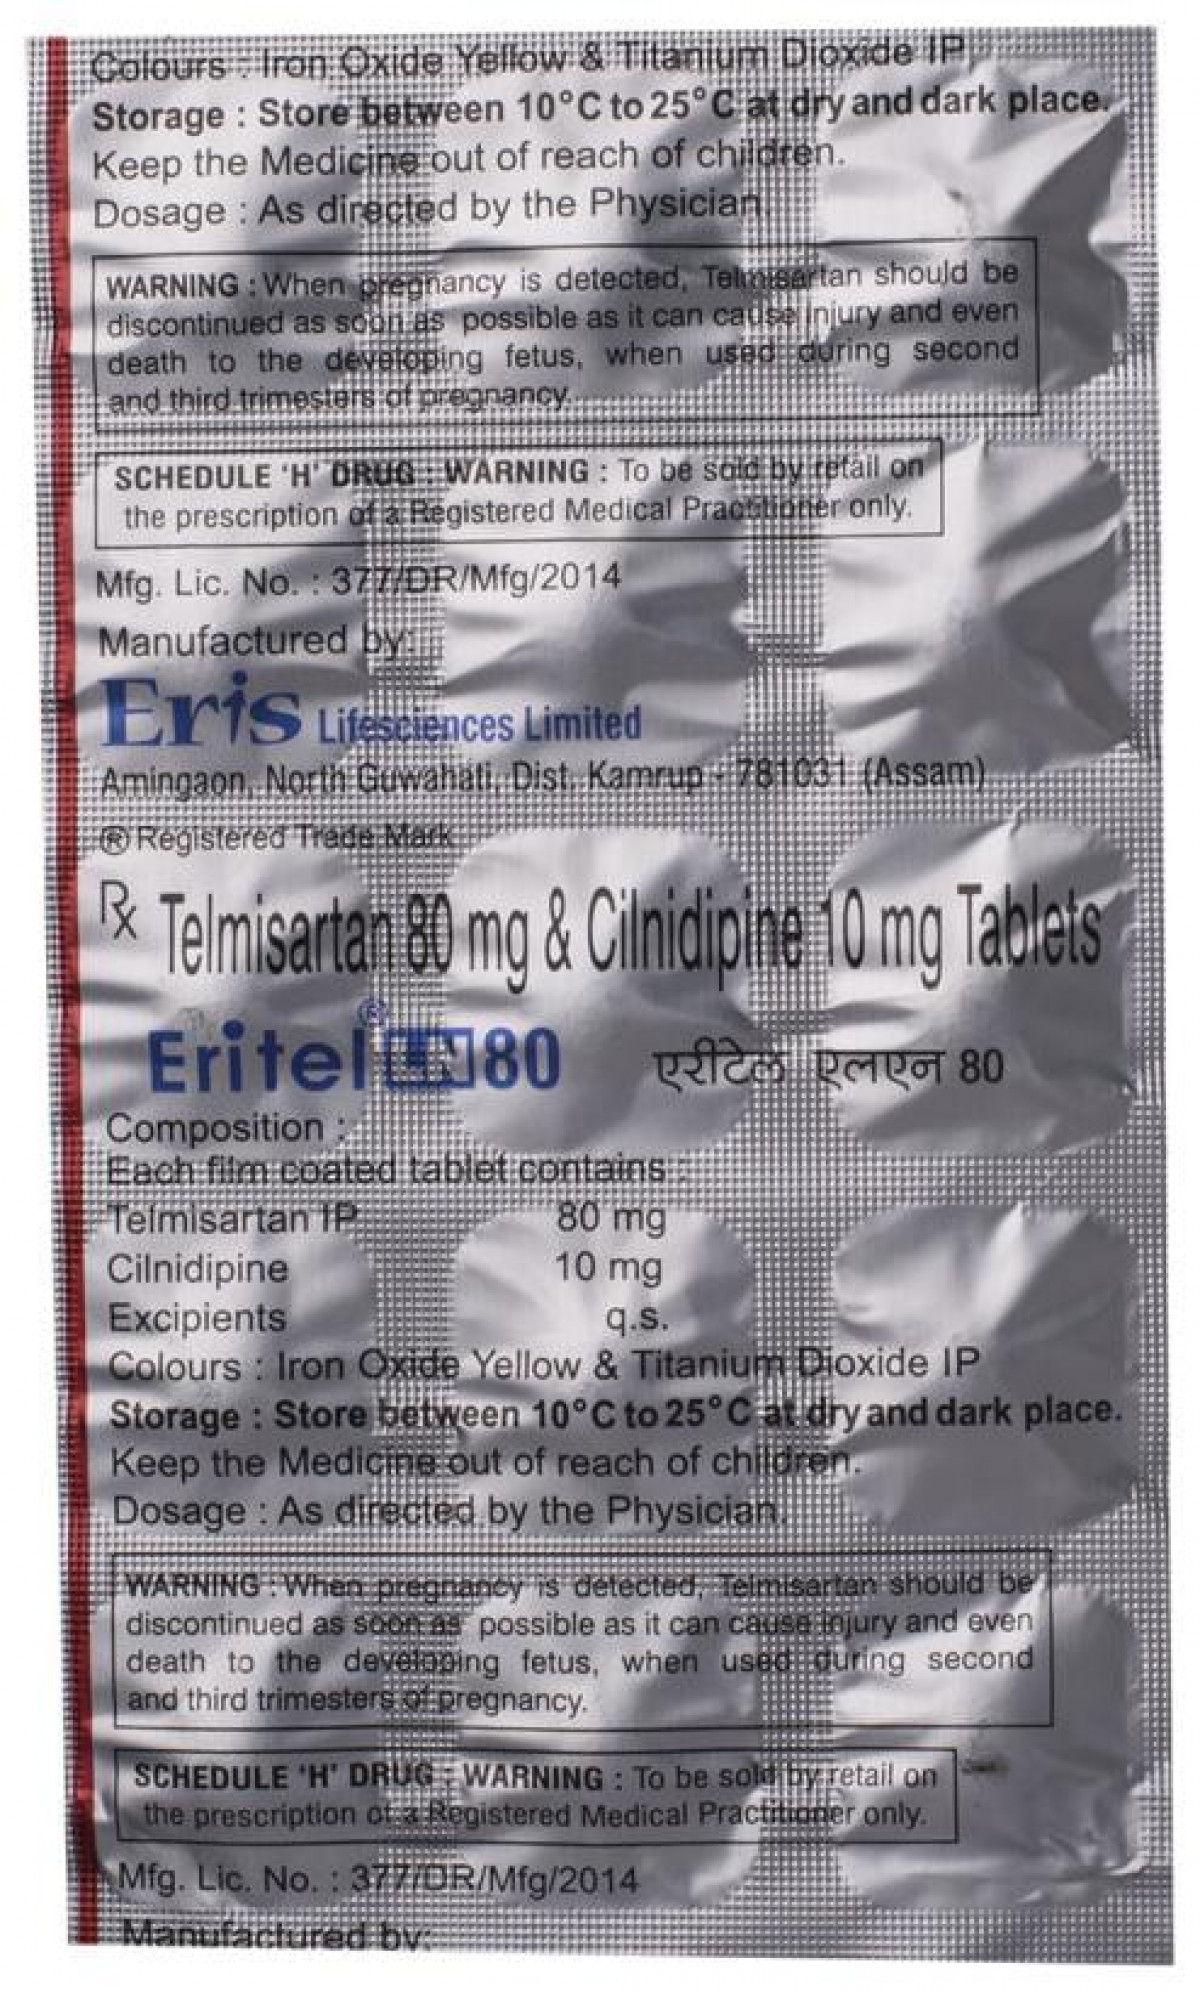 Colours : Iron Oxide Yellow & Titanium Dioxide IP
Storage : Store between 10°C to 25°C at dry and dark place.
Keep the Medicine out of reach of children.
Dosage : As directed by the Physician.
WARNING : When pregnancy is detected, Telmisartan should be
discontinued as soon as possible as it can cause injury and even
death to the developing fetus, when used during second
and third trimesters of pregnancy.
SCHEDULE 'H' DRUG : WARNING : To be sold by retail on
the prescription of a Registered Medical Practitioner only.
Mfg. Lic. No. : 377/DR/Mfg/2014
Manufactured by:
Eris Lifesciences Limited
Amingaon, North Guwahati, Dist. Kamrup - 781031 (Assam)
® Registered Trade Mark
Rx Telmisartan 80 mg & Cilnidipine 10 mg Tablets
Eritel® LN 80 एरीटेल एलएन 80
Composition :
Each film coated tablet contains :
Telmisartan IP 80 mg
Cilnidipine 10 mg
Excipients q.s.
Colours : Iron Oxide Yellow & Titanium Dioxide IP
Storage : Store between 10°C to 25°C at dry and dark place.
Keep the Medicine out of reach of children.
Dosage : As directed by the Physician.
WARNING : When pregnancy is detected, Telmisartan should be
discontinued as soon as possible as it can cause injury and even
death to the developing fetus, when used during second
and third trimesters of pregnancy.
SCHEDULE 'H' DRUG : WARNING : To be sold by retail on
the prescription of a Registered Medical Practitioner only.
Mfg. Lic. No. : 377/DR/Mfg/2014
Manufactured by: